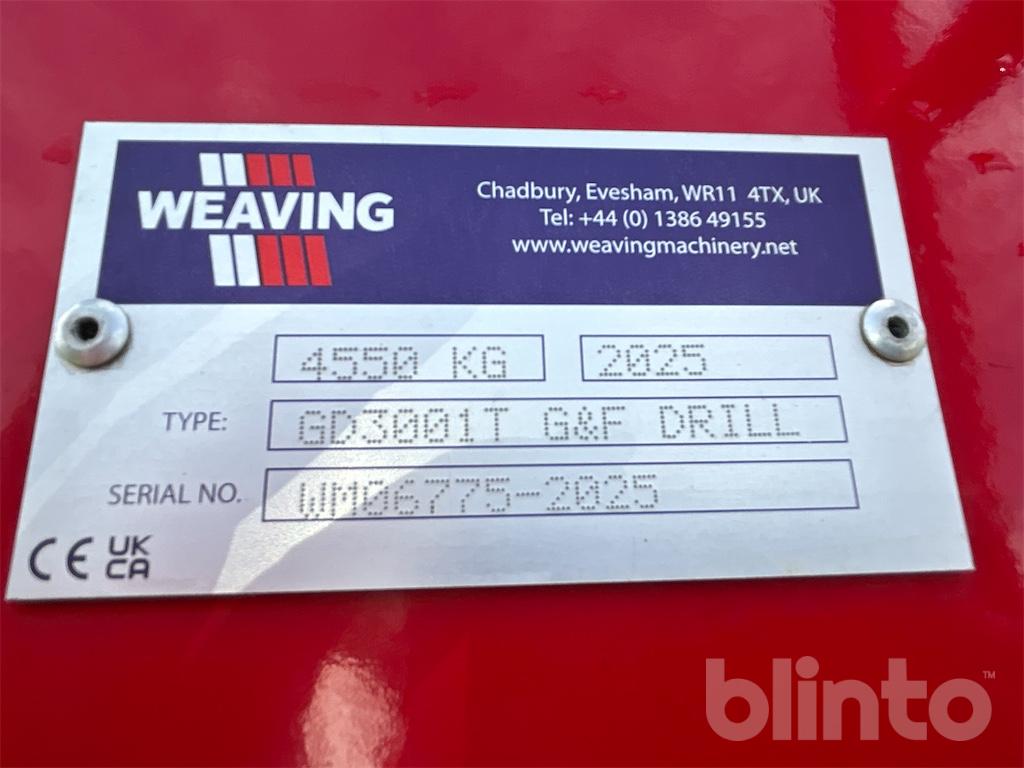 WEAVING
Chadbury, Evesham, WR11 4TX, UK
Tel: +44 (0) 1386 49155
www.weavingmachinery.net
4550 KG 2025
TYPE: GD3001T G&F DRILL
SERIAL NO. WM06775-2025
CE UK
CA
blinto™